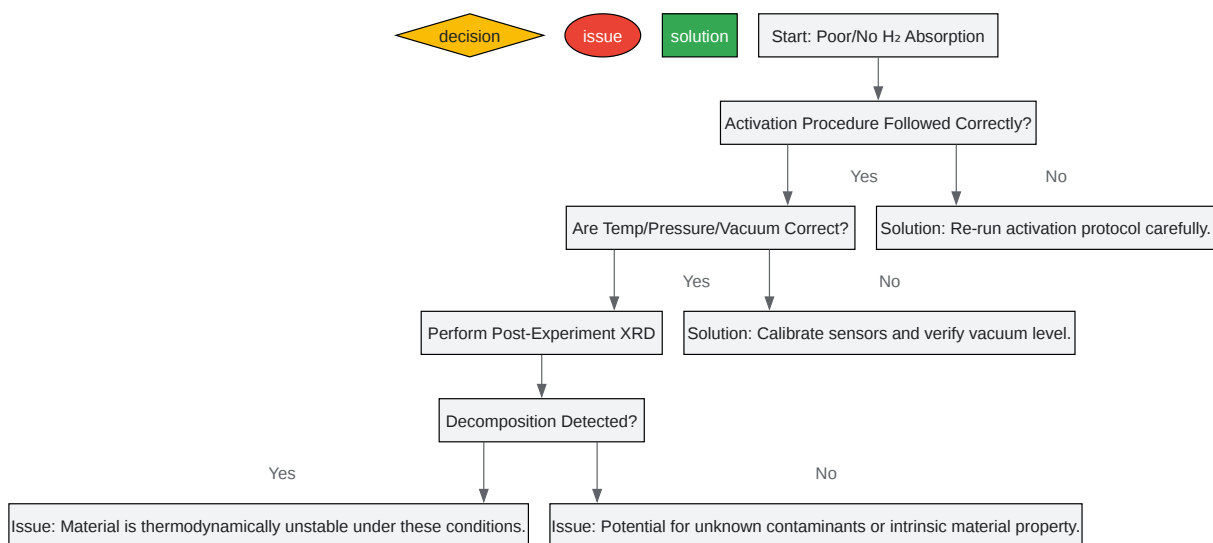 decision
issue
solution
Start: Poor/No H₂ Absorption
Activation Procedure Followed Correctly?
Yes
No
Are Temp/Pressure/Vacuum Correct?
Solution: Re-run activation protocol carefully.
Yes
No
Perform Post-Experiment XRD
Solution: Calibrate sensors and verify vacuum level.
Decomposition Detected?
Yes
No
Issue: Material is thermodynamically unstable under these conditions.
Issue: Potential for unknown contaminants or intrinsic material property.